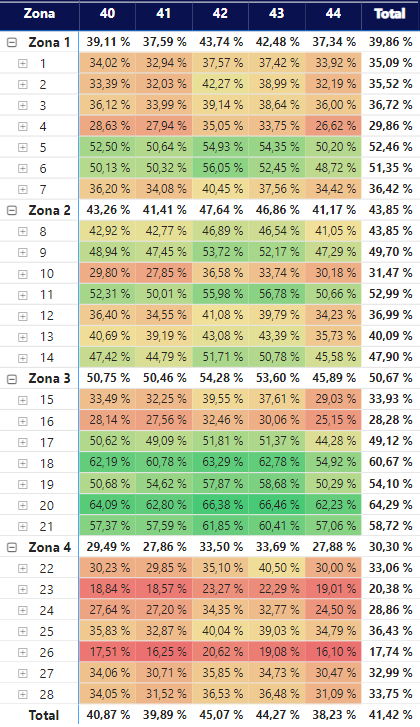 Zona 40 41 42 43 44 Total
Zona 1 39,11 % 37,59 % 43,74 % 42,48 % 37,34 % 39,86 %
1 34,02 % 32,94 % 37,57 % 37,42 % 33,92 % 35,09 %
2 33,39 % 32,03 % 42,27 % 38,99 % 32,19 % 35,52 %
3 36,12 % 33,99 % 39,14 % 38,64 % 36,00 % 36,72 %
4 28,63 % 27,94 % 35,05 % 33,75 % 26,62 % 29,86 %
5 52,50 % 50,64 % 54,93 % 54,35 % 50,20 % 52,46 %
6 50,13 % 50,32 % 56,05 % 52,45 % 48,72 % 51,35 %
7 36,20 % 34,08 % 40,45 % 37,56 % 34,42 % 36,42 %
Zona 2 43,26 % 41,41 % 47,64 % 46,86 % 41,17 % 43,85 %
8 42,92 % 42,77 % 46,89 % 46,54 % 41,05 % 43,85 %
9 48,94 % 47,45 % 53,72 % 52,17 % 47,29 % 49,70 %
10 29,80 % 27,85 % 36,58 % 33,74 % 30,18 % 31,47 %
11 52,31 % 50,01 % 55,98 % 56,78 % 50,66 % 52,99 %
12 36,40 % 34,55 % 41,08 % 39,79 % 34,23 % 36,99 %
13 40,69 % 39,19 % 43,08 % 43,39 % 35,73 % 40,09 %
14 47,42 % 44,79 % 51,71 % 50,78 % 45,58 % 47,90 %
Zona 3 50,75 % 50,46 % 54,28 % 53,60 % 45,89 % 50,67 %
15 33,49 % 32,25 % 39,55 % 37,61 % 29,03 % 33,93 %
16 28,14 % 27,56 % 32,46 % 30,06 % 25,15 % 28,28 %
17 50,62 % 49,09 % 51,81 % 51,37 % 44,28 % 49,12 %
18 62,19 % 60,78 % 63,29 % 62,78 % 54,92 % 60,67 %
19 50,68 % 54,62 % 57,87 % 58,68 % 50,29 % 54,10 %
20 64,09 % 62,80 % 66,38 % 66,46 % 62,23 % 64,29 %
21 57,37 % 57,59 % 61,85 % 60,41 % 57,06 % 58,72 %
Zona 4 29,49 % 27,86 % 33,50 % 33,69 % 27,88 % 30,30 %
22 30,23 % 29,85 % 35,10 % 40,50 % 30,00 % 33,06 %
23 18,84 % 18,57 % 23,27 % 22,29 % 19,01 % 20,38 %
24 27,64 % 27,20 % 34,35 % 32,77 % 24,50 % 28,86 %
25 35,83 % 32,87 % 40,04 % 39,03 % 34,79 % 36,43 %
26 17,51 % 16,25 % 20,62 % 19,08 % 16,10 % 17,74 %
27 34,06 % 30,71 % 35,85 % 34,73 % 30,47 % 32,99 %
28 34,05 % 31,52 % 36,53 % 36,48 % 31,09 % 33,75 %
Total 40,87 % 39,89 % 45,07 % 44,27 % 38,23 % 41,42 %